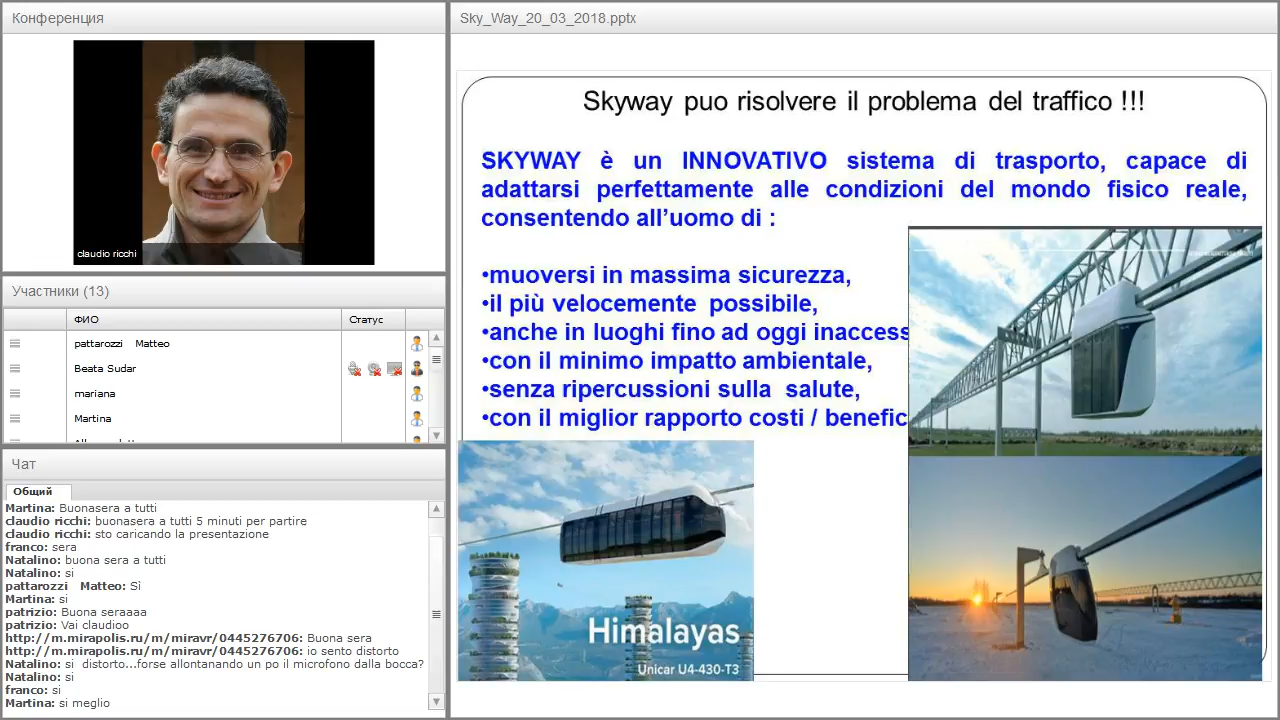 Конференция
claudio ricchi
Участники (13)
ФИО
Статус
pattarozzi Matteo
Beata Sudar
mariana
Martina
Чат
Общий
Martina: Buonasera a tutti
claudio ricchi: buonasera a tutti 5 minuti per partire
claudio ricchi: sto caricando la presentazione
franco: sera
Natalino: buona sera a tutti
Natalino: si
pattarozzi Matteo: Sì
Martina: si
patrizio: Buona seraaaa
patrizio: Vai claudioo
http://m.mirapolis.ru/m/miravr/0445276706: Buona sera
http://m.mirapolis.ru/m/miravr/0445276706: io sento distorto
Natalino: si distorto...forse allontanando un po il microfono dalla bocca?
Natalino: si
franco: si
Martina: si meglio
Sky_Way_20_03_2018.pptx
Skyway puo risolvere il problema del traffico !!!
SKYWAY è un INNOVATIVO sistema di trasporto, capace di
adattarsi perfettamente alle condizioni del mondo fisico reale,
consentendo all’uomo di :
•muoversi in massima sicurezza,
•il più velocemente possibile,
•anche in luoghi fino ad oggi inaccess
•con il minimo impatto ambientale,
•senza ripercussioni sulla salute,
•con il miglior rapporto costi / benefic
Himalayas
Unicar U4-430-T3